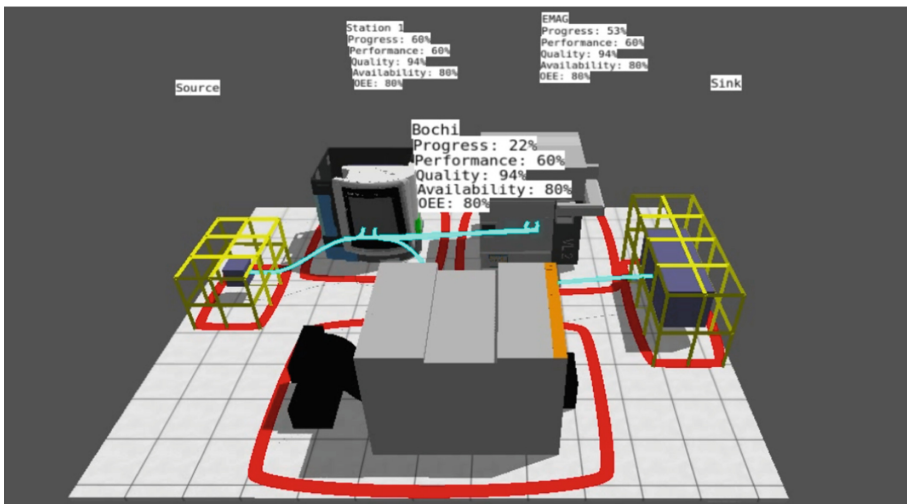 Source
Station 1
Progress: 60%
Performance: 60%
Quality: 94%
Availability: 80%
OEE: 80%
EMAG
Progress: 53%
Performance: 60%
Quality: 94%
Availability: 80%
OEE: 80%
Sink
Bochi
Progress: 22%
Performance: 60%
Quality: 94%
Availability: 80%
OEE: 80%
VL2